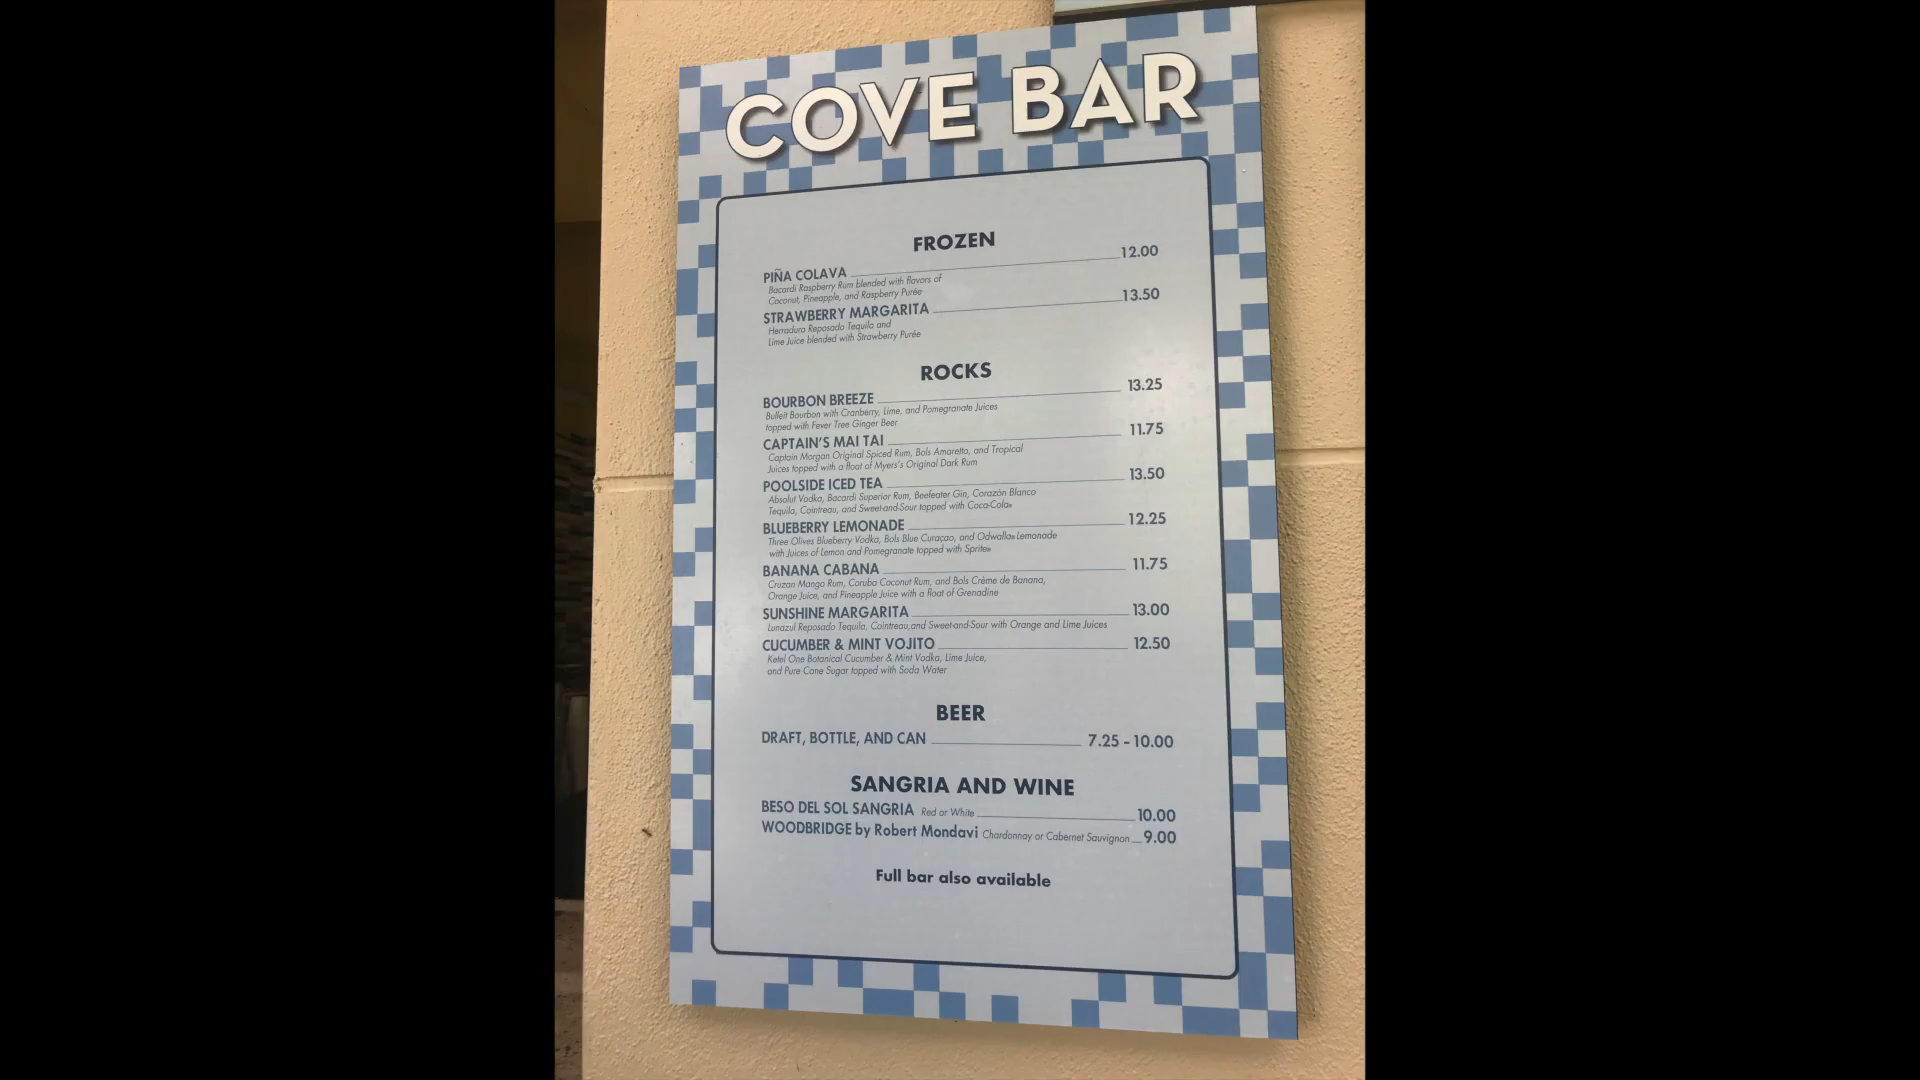 COVE BAR
FROZEN
PIÑA COLAVA 12.00
Bacardi Raspberry Rum blended with flavors of
Coconut, Pineapple, and Raspberry Purée
STRAWBERRY MARGARITA 13.50
Herradura Reposado Tequila and
Lime Juice blended with Strawberry Purée
ROCKS
BOURBON BREEZE 13.25
Bulleit Bourbon with Cranberry, Lime, and Pomegranate Juices
topped with Fever Tree Ginger Beer
CAPTAIN'S MAI TAI 11.75
Captain Morgan Original Spiced Rum, Bols Amaretto, and Tropical
Juices topped with a float of Myers's Original Dark Rum
POOLSIDE ICED TEA 13.50
Absolut Vodka, Bacardi Superior Rum, Beefeater Gin, Corazón Blanco
Tequila, Cointreau, and Sweet-and-Sour topped with Coca-Cola®
BLUEBERRY LEMONADE 12.25
Three Olives Blueberry Vodka, Bols Blue Curaçao, and Odwalla® Lemonade
with Juices of Lemon and Pomegranate topped with Sprite®
BANANA CABANA 11.75
Cruzan Mango Rum, Coruba Coconut Rum, and Bols Crème de Banana,
Orange Juice, and Pineapple Juice with a float of Grenadine
SUNSHINE MARGARITA 13.00
Lunazul Reposado Tequila, Cointreau,and Sweet-and-Sour with Orange and Lime Juices
CUCUMBER & MINT VOJITO 12.50
Ketel One Botanical Cucumber & Mint Vodka, Lime Juice,
and Pure Cane Sugar topped with Soda Water
BEER
DRAFT, BOTTLE, AND CAN 7.25 - 10.00
SANGRIA AND WINE
BESO DEL SOL SANGRIA Red or White 10.00
WOODBRIDGE by Robert Mondavi Chardonnay or Cabernet Sauvignon 9.00
Full bar also available